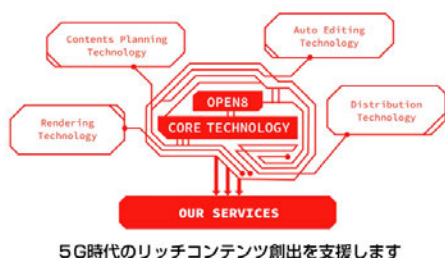 Contents Planning
Technology
Auto Editing
Technology
OPEN8
CORE TECHNOLOGY
Rendering
Technology
Distribution
Technology
OUR SERVICES
5G時代のリッチコンテンツ創出を支援します